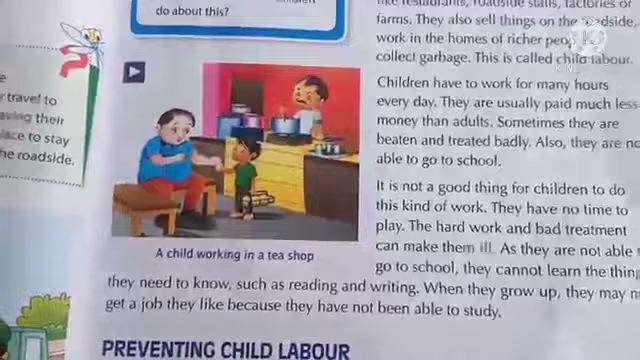 do about this?
like restaurants, roadside stalls, factories or
farms. They also sell things on the roadside,
work in the homes of richer
collect garbage. This is called child labour.
Children have to work for many hours
every day. They are usually paid much less
money than adults. Sometimes they are
beaten and treated badly. Also, they are
able to go to school.
It is not a good thing for children to do
this kind of work. They have no time to
play. The hard work and bad treatment
can make them ill. As they are not able
go to school, they cannot learn the
they need to know, such as reading and writing. When they grow up, they may
get a job they like because they have not been able to study.
A child working in a tea shop
PREVENTING CHILD LABOUR
travel to
their
to stay
roadside.